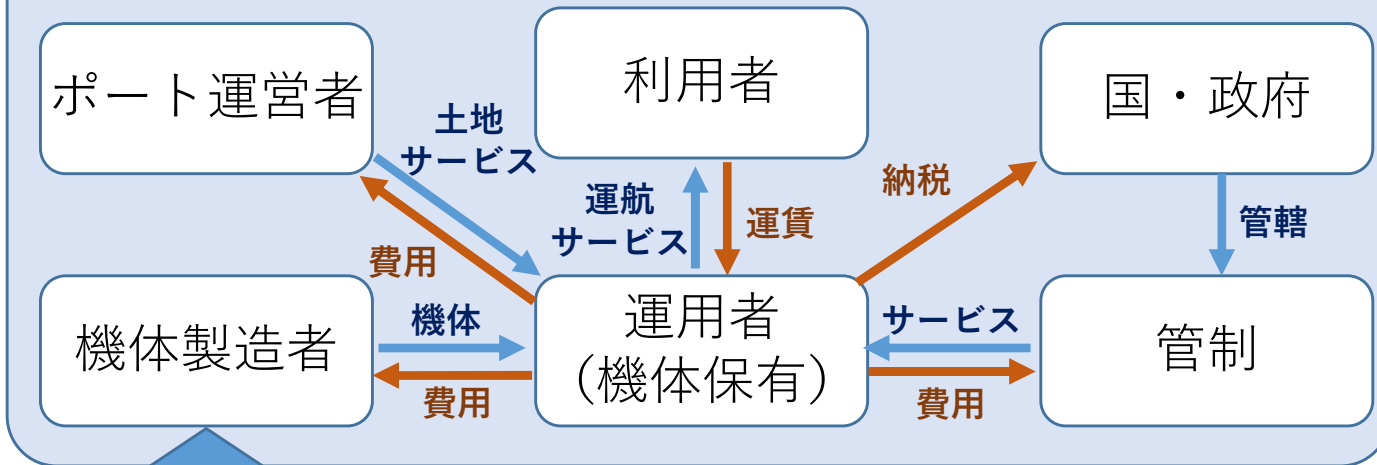 ポート運営者
土地
サービス
利用者
国・政府
運航
サービス
運賃
納税
管轄
費用
機体製造者
機体
費用
運用者
(機体保有)
サービス
費用
管制